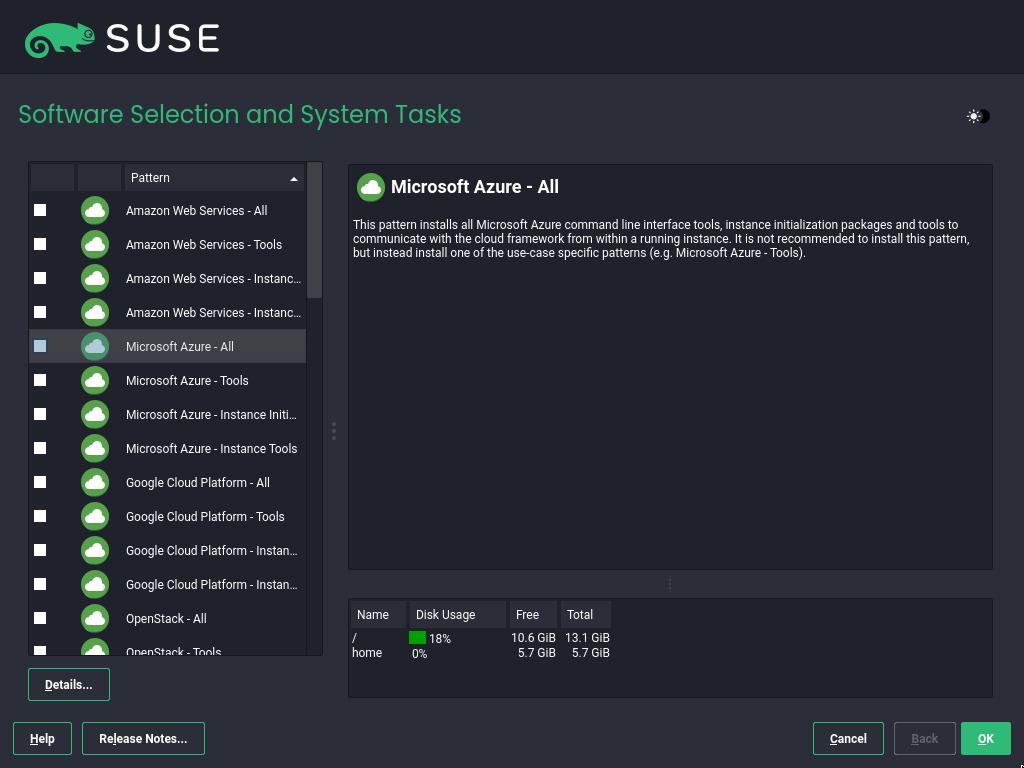 SUSE
Software Selection and System Tasks
Pattern
Amazon Web Services - All
Amazon Web Services - Tools
Amazon Web Services - Instanc...
Amazon Web Services - Instanc...
Microsoft Azure - All
Microsoft Azure - Tools
Microsoft Azure - Instance Initi...
Microsoft Azure - Instance Tools
Google Cloud Platform - All
Google Cloud Platform - Tools
Google Cloud Platform - Instan...
Google Cloud Platform - Instan...
OpenStack - All
OpenStack - Tools
Details...
Microsoft Azure - All
This pattern installs all Microsoft Azure command line interface tools, instance initialization packages and tools to
communicate with the cloud framework from within a running instance. It is not recommended to install this pattern,
but instead install one of the use-case specific patterns (e.g. Microsoft Azure - Tools).
Name Disk Usage Free Total
/ 18% 10.6 GiB 13.1 GiB
home 0% 5.7 GiB 5.7 GiB
Help Release Notes... Cancel Back OK